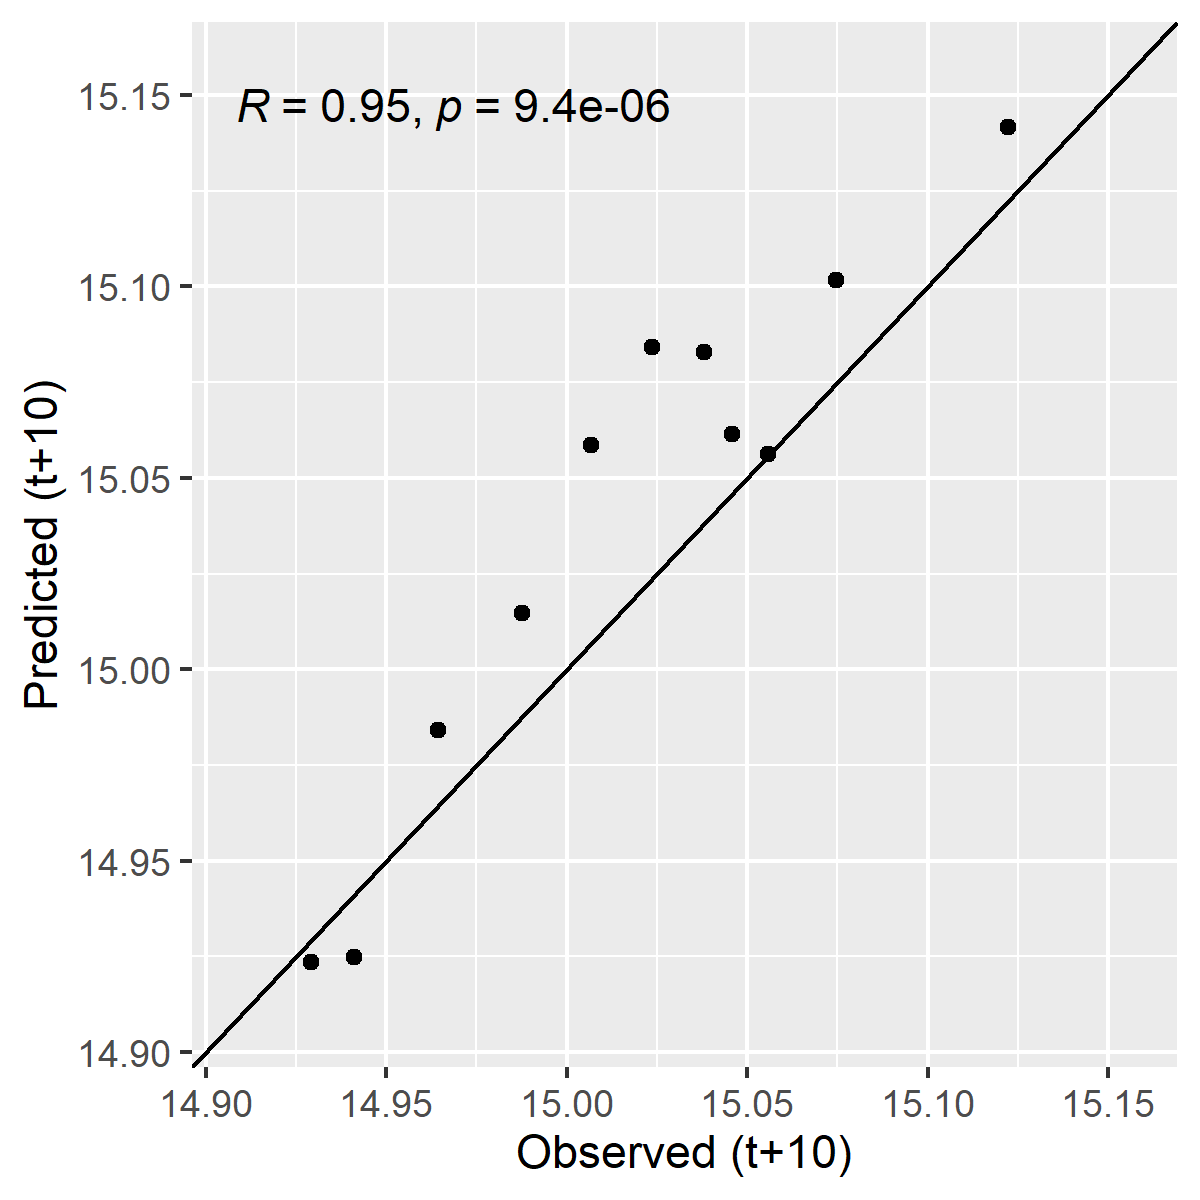 R = 0.95, p = 9.4e-06
15.15
15.10
15.05
15.00
14.95
14.90
Predicted (t+10)
14.90 14.95 15.00 15.05 15.10 15.15
Observed (t+10)